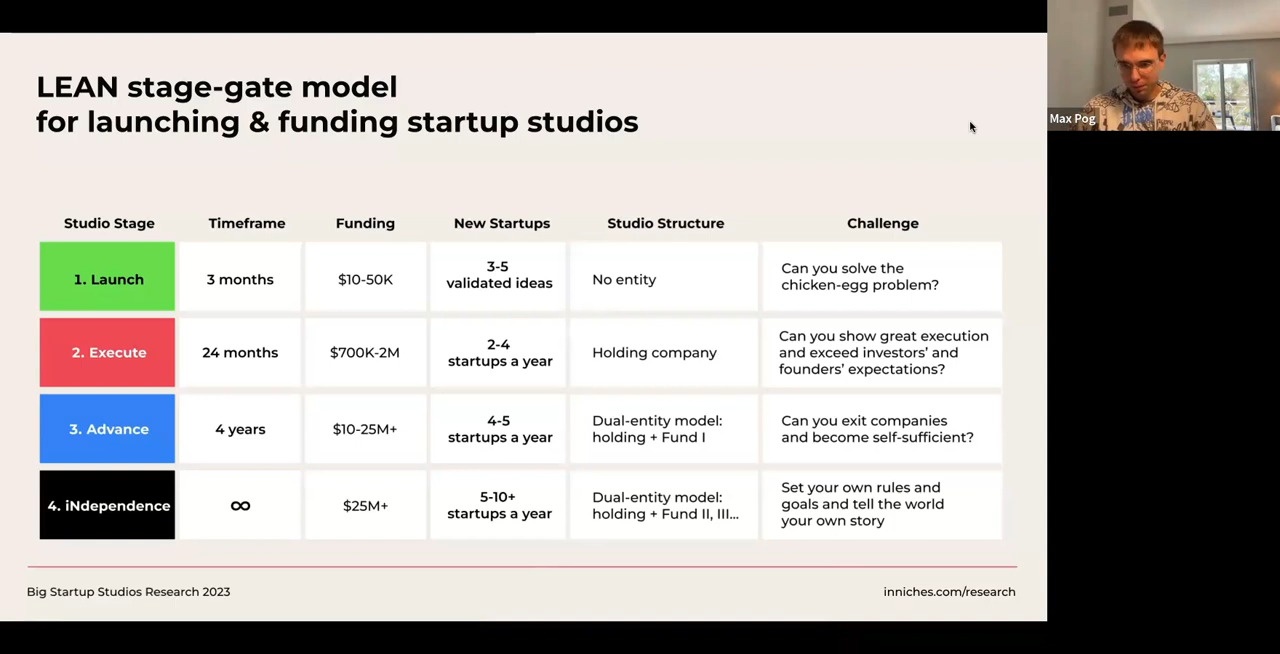 LEAN stage-gate model
for launching & funding startup studios
Max Pog
Studio Stage
Timeframe
Funding
New Startups
Studio Structure
Challenge
1. Launch
3 months
$10-50K
3-5
validated ideas
No entity
Can you solve the
chicken-egg problem?
2. Execute
24 months
$700K-2M
2-4
startups a year
Holding company
Can you show great execution
and exceed investors' and
founders' expectations?
3. Advance
4 years
$10-25M+
4-5
startups a year
Dual-entity model:
holding + Fund I
Can you exit companies
and become self-sufficient?
4. iNdependence
∞
$25M+
5-10+
startups a year
Dual-entity model:
holding + Fund II, III...
Set your own rules and
goals and tell the world
your own story
Big Startup Studios Research 2023
inniches.com/research